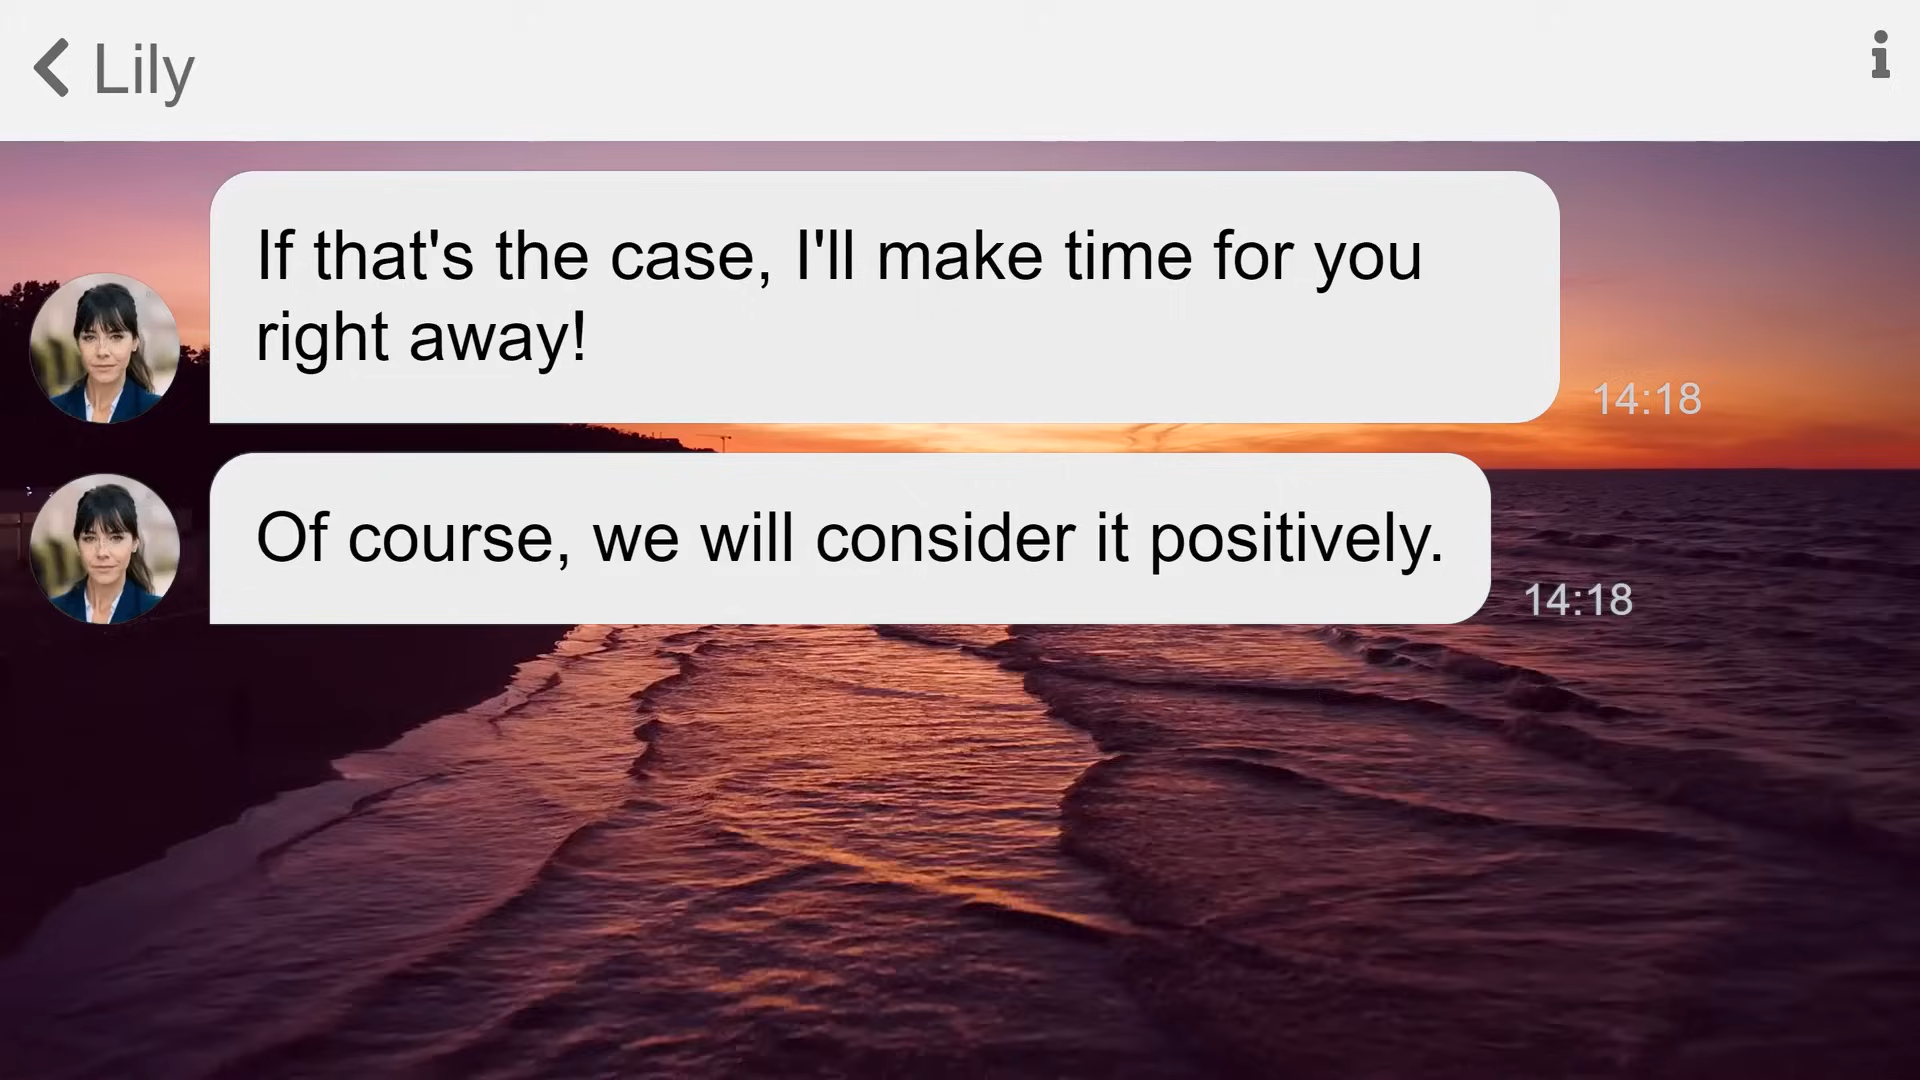 Lily
If that's the case, I'll make time for you
right away!
14:18
Of course, we will consider it positively.
14:18